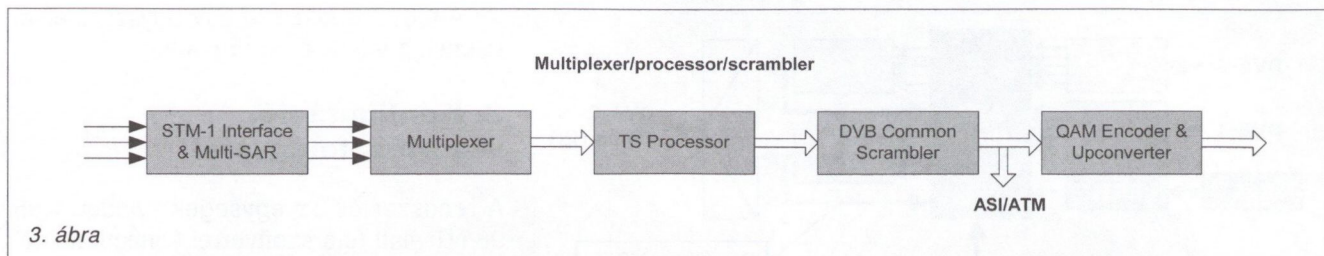 Multiplexer/processor/scrambler
STM-1 Interface
& Multi-SAR
Multiplexer
TS Processor
DVB Common
Scrambler
QAM Encoder &
Upconverter
ASI/ATM
3. ábra